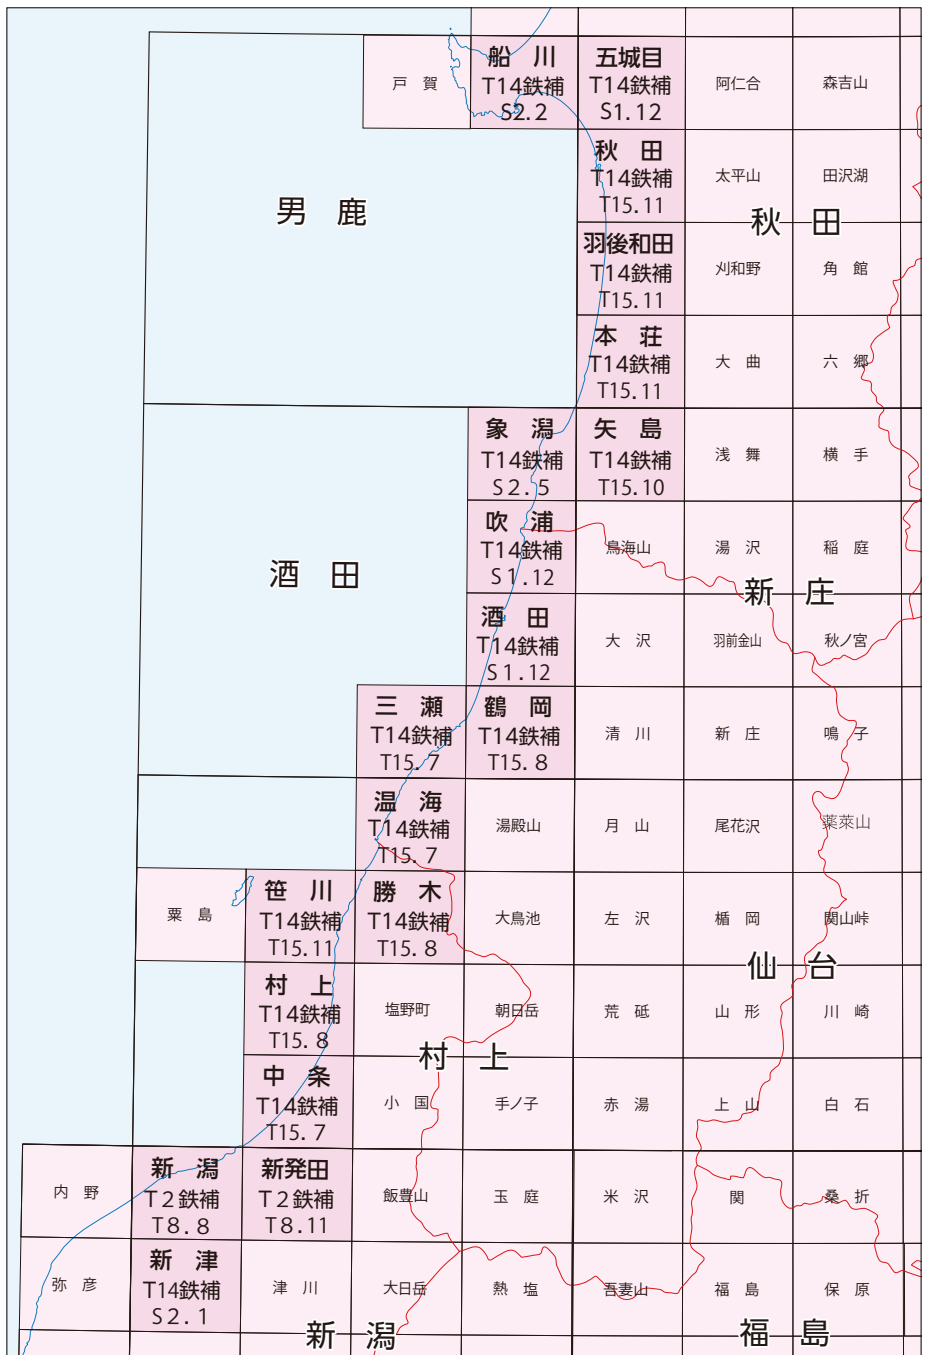 戸 賀
船 川
T14鉄補
S2.2
五城目
T14鉄補
S1.12
阿仁合
森吉山
秋 田
T14鉄補
T15.11
太平山
田沢湖
男 鹿
秋 田
羽後和田
T14鉄補
T15.11
刈和野
角 館
本 荘
T14鉄補
T15.11
大 曲
六 郷
象 潟
T14鉄補
S2.5
矢 島
T14鉄補
T15.10
浅 舞
横 手
吹 浦
T14鉄補
S1.12
鳥海山
湯 沢
稲 庭
酒 田
新 庄
酒 田
T14鉄補
S1.12
大 沢
羽前金山
秋ノ宮
三 瀬
T14鉄補
T15.7
鶴 岡
T14鉄補
T15.8
清 川
新 庄
鳴 子
温 海
T14鉄補
T15.7
湯殿山
月 山
尾花沢
薬莱山
粟 島
笹 川
T14鉄補
T15.11
勝 木
T14鉄補
T15.8
大鳥池
左 沢
楯 岡
関山峠
仙 台
村 上
T14鉄補
T15.8
塩野町
朝日岳
荒 砥
山 形
川 崎
村 上
中 条
T14鉄補
T15.7
小 国
手ノ子
赤 湯
上 山
白 石
内 野
新 潟
T2鉄補
T8.8
新発田
T2鉄補
T8.11
飯豊山
玉 庭
米 沢
関
桑 折
弥 彦
新 津
T14鉄補
S2.1
津 川
大日岳
熱 塩
吾妻山
福 島
保 原
新 潟
福 島